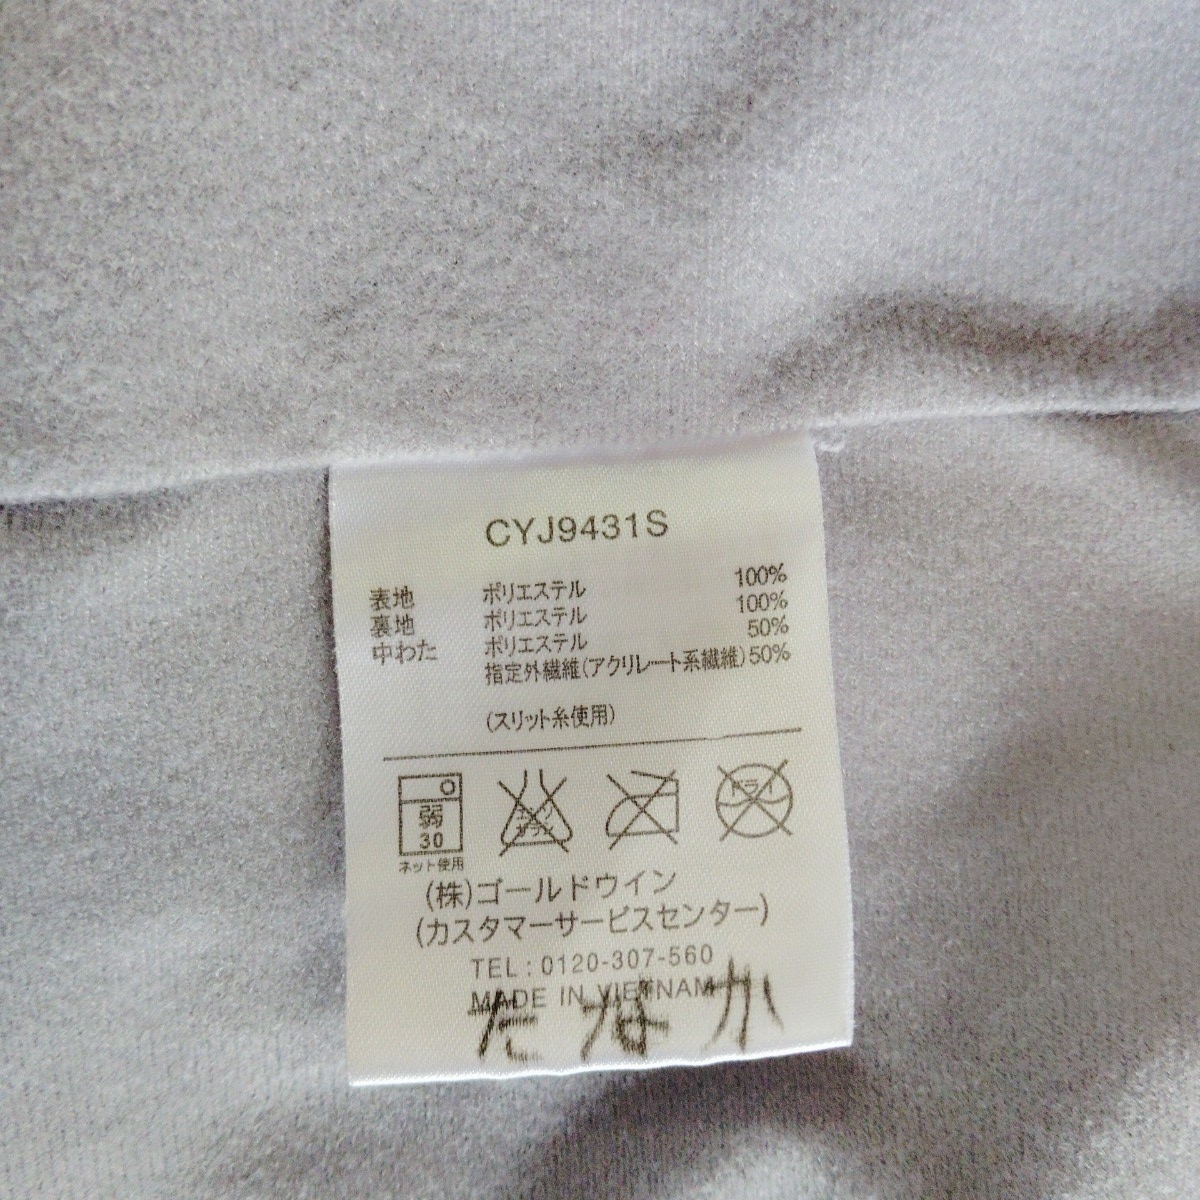 CYJ9431S
表地 ポリエステル 100%
裏地 ポリエステル 100%
中わた ポリエステル 50%
指定外繊維(アクリレート系繊維)50%
(スリット糸使用)
弱
30
ネット使用
ドライ
(株)ゴールドウイン
(カスタマーサービスセンター)
TEL:0120-307-560
MADE IN VIETNAM
たなか